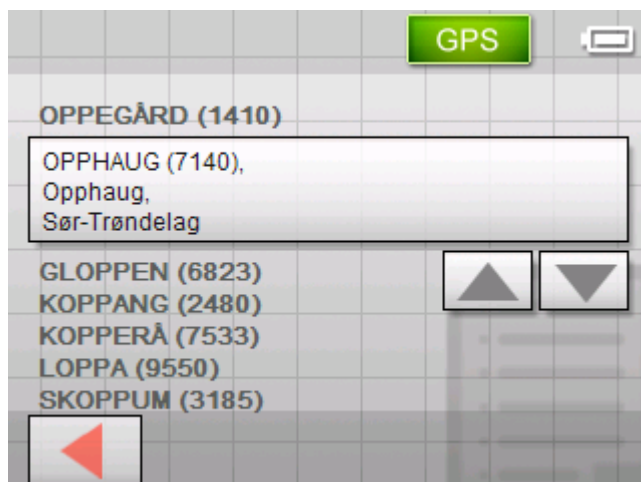 GPS
OPPEGÅRD (1410)
OPPHAUG (7140),
Opphaug,
Sør-Trøndelag
GLOPPEN (6823)
KOPPANG (2480)
KOPPERÅ (7533)
LOPPA (9550)
SKOPPUM (3185)